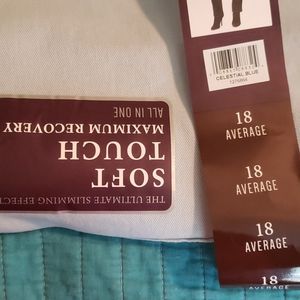 THE ULTIMATE SLIMMING EFFECT
SOFT
TOUCH
MAXIMUM RECOVERY
ALL IN ONE
CELESTIAL BLUE
18
AVERAGE
18
AVERAGE
18
AVERAGE
18
AVERAGE